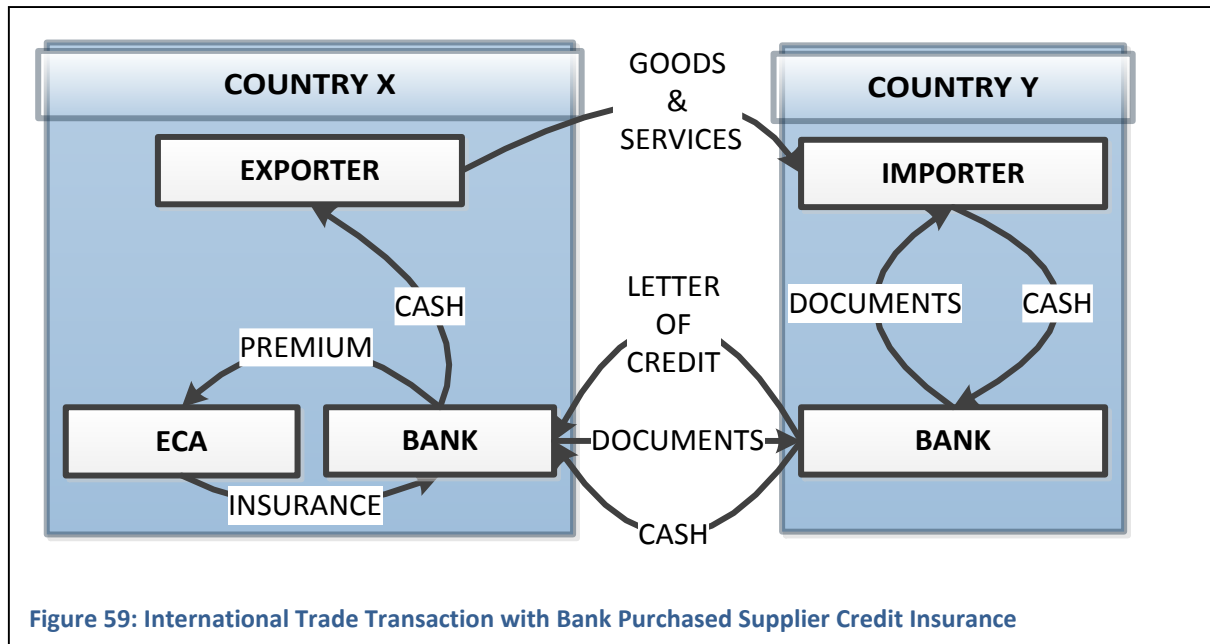 COUNTRY X
GOODS
&
SERVICES
COUNTRY Y
EXPORTER
IMPORTER
CASH
PREMIUM
LETTER
OF
CREDIT
DOCUMENTS
CASH
ECA
BANK
DOCUMENTS
BANK
INSURANCE
CASH
Figure 59: International Trade Transaction with Bank Purchased Supplier Credit Insurance